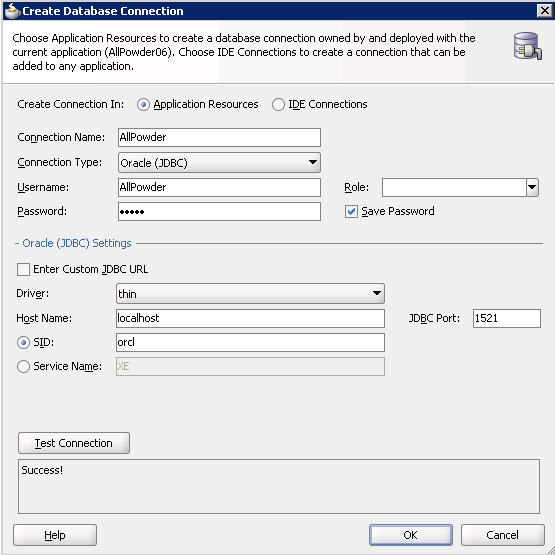 Create Database Connection
Choose Application Resources to create a database connection owned by and deployed with the
current application (AllPowder06). Choose IDE Connections to create a connection that can be
added to any application.
Create Connection In: Application Resources IDE Connections
Connection Name: AllPowder
Connection Type: Oracle (JDBC)
Username: AllPowder Role:
Password: ••••• Save Password
Oracle (JDBC) Settings
Enter Custom JDBC URL
Driver: thin
Host Name: localhost JDBC Port: 1521
SID: orcl
Service Name: XE
Test Connection
Success!
Help OK Cancel